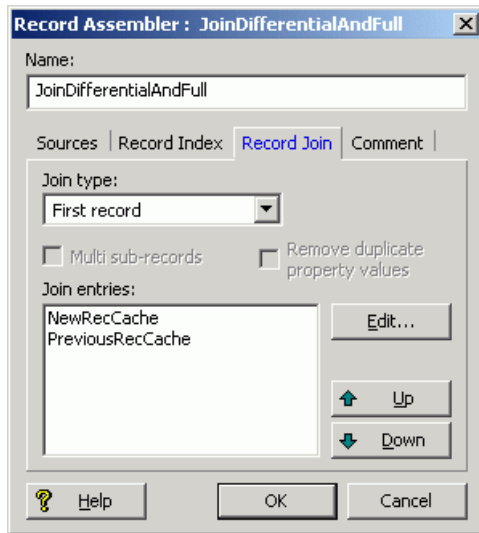 Record Assembler : JoinDifferentialAndFull
Name:
JoinDifferentialAndFull
Sources Record Index Record Join Comment
Join type:
First record
Multi sub-records
Remove duplicate
property values
Join entries:
NewRecCache
PreviousRecCache
Edit...
Up
Down
Help OK Cancel